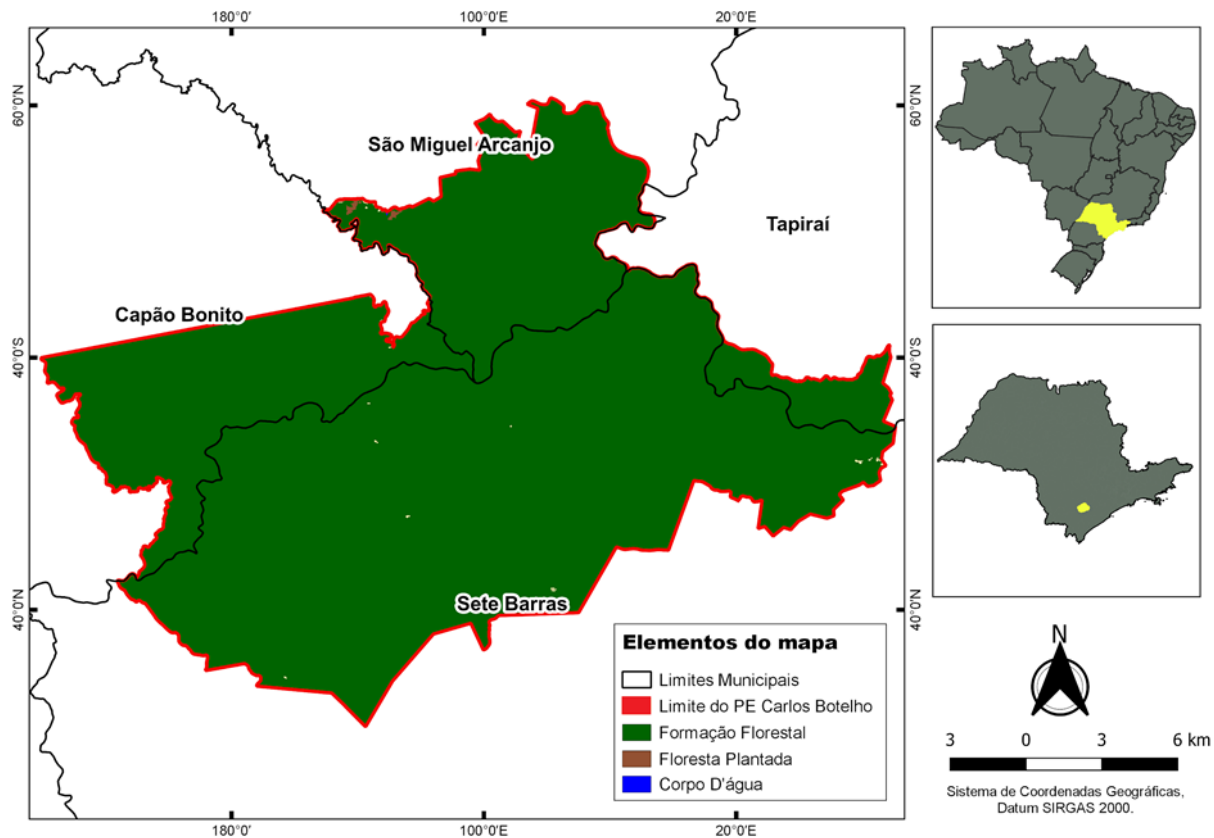 180°0' 100°0'E 20°0'E
60°0'N 60°0'N
São Miguel Arcanjo
Tapiraí
Capão Bonito
40°0'S 40°0'S
40°0'N 40°0'N
Sete Barras
Elementos do mapa
Limites Municipais
Limite do PE Carlos Botelho
Formação Florestal
Floresta Plantada
Corpo D'água
180°0' 100°0'E 20°0'E
N
3 0 3 6 km
Sistema de Coordenadas Geográficas,
Datum SIRGAS 2000.